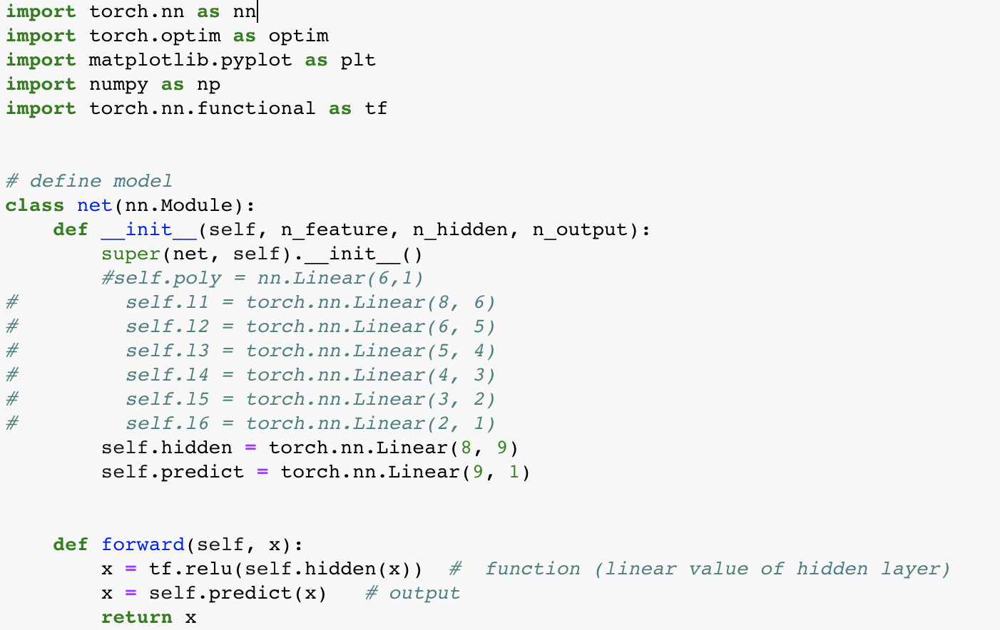 import torch.nn as nn
import torch.optim as optim
import matplotlib.pyplot as plt
import numpy as np
import torch.nn.functional as tf


# define model
class net(nn.Module):
    def __init__(self, n_feature, n_hidden, n_output):
        super(net, self).__init__()
        #self.poly = nn.Linear(6,1)
#         self.l1 = torch.nn.Linear(8, 6)
#         self.l2 = torch.nn.Linear(6, 5)
#         self.l3 = torch.nn.Linear(5, 4)
#         self.l4 = torch.nn.Linear(4, 3)
#         self.l5 = torch.nn.Linear(3, 2)
#         self.l6 = torch.nn.Linear(2, 1)
        self.hidden = torch.nn.Linear(8, 9)
        self.predict = torch.nn.Linear(9, 1)


    def forward(self, x):
        x = tf.relu(self.hidden(x))  #  function (linear value of hidden layer)
        x = self.predict(x)   # output
        return x